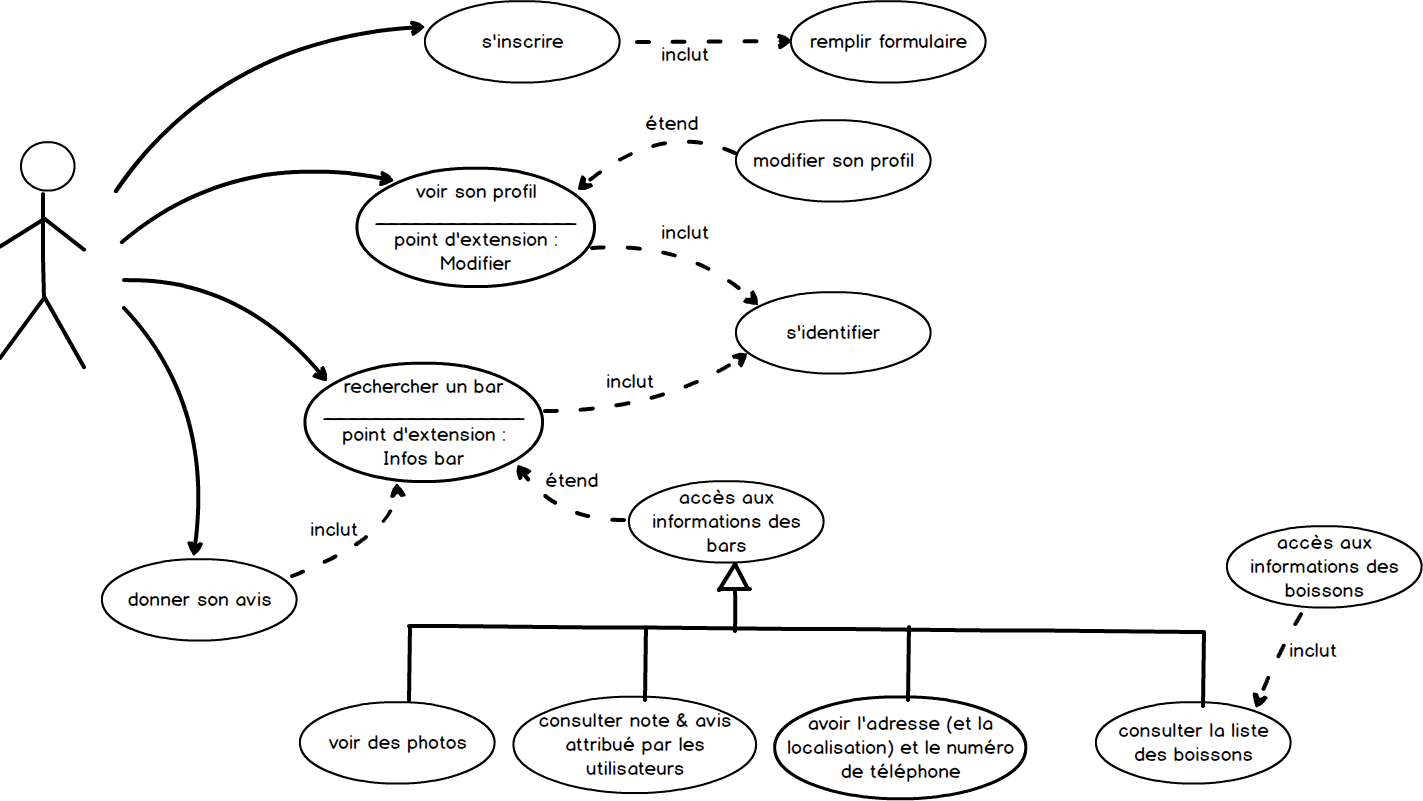 s'inscrire
inclut
remplir formulaire
étend
modifier son profil
voir son profil
point d'extension :
Modifier
inclut
s'identifier
rechercher un bar
point d'extension :
Infos bar
inclut
étend
accès aux
informations des
bars
inclut
donner son avis
accès aux
informations des
boissons
inclut
voir des photos
consulter note & avis
attribué par les
utilisateurs
avoir l'adresse (et la
localisation) et le numéro
de téléphone
consulter la liste
des boissons